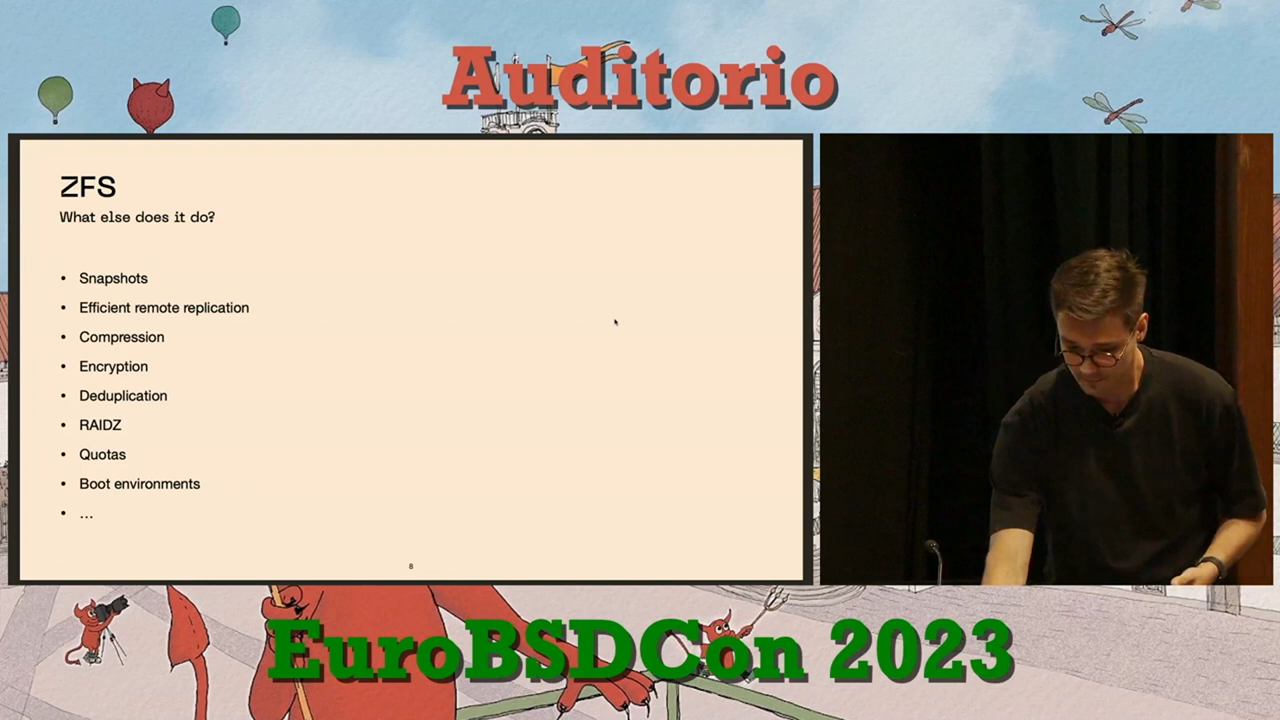 Auditorio
ZFS
What else does it do?
• Snapshots
• Efficient remote replication
• Compression
• Encryption
• Deduplication
• RAIDZ
• Quotas
• Boot environments
• ...
8
EuroBSDCon 2023